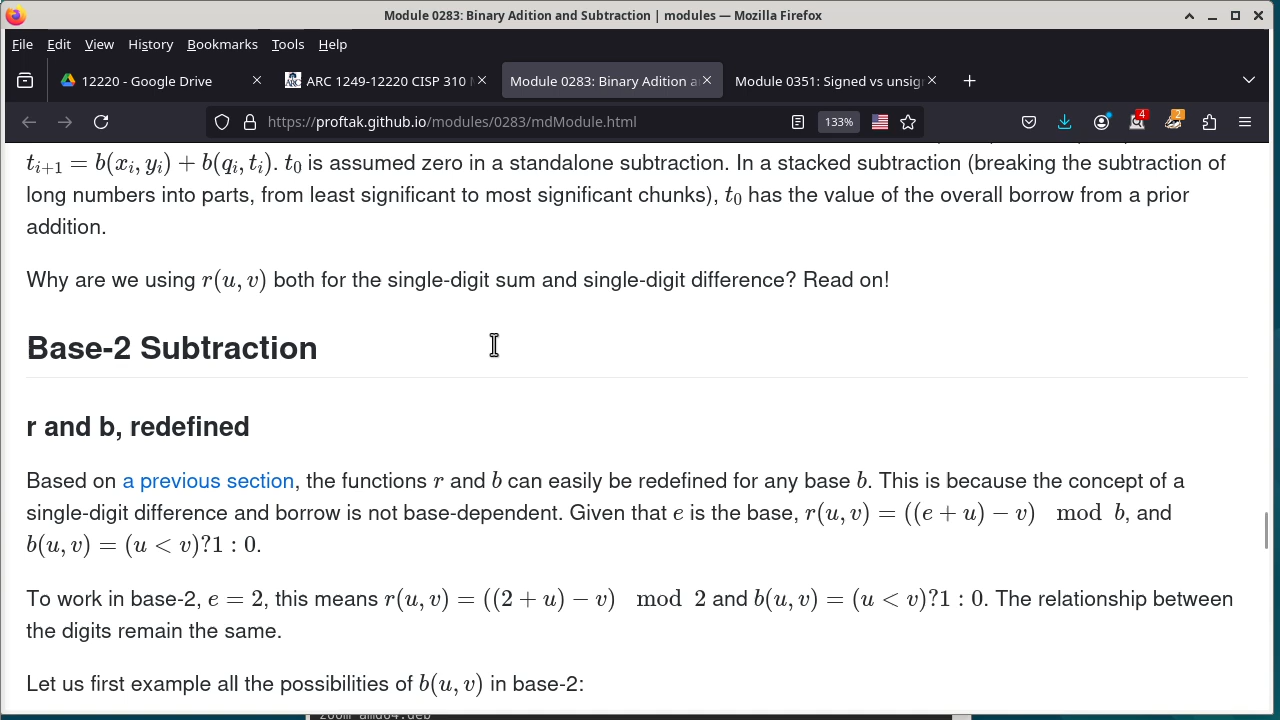 Module 0283: Binary Adition and Subtraction | modules — Mozilla Firefox
File Edit View History Bookmarks Tools Help
12220 - Google Drive
ARC 1249-12220 CISP 310
Module 0283: Binary Adition a
Module 0351: Signed vs unsig
https://proftak.github.io/modules/0283/mdModule.html
133%
4
2
t_{i+1} = b(x_i, y_i) + b(q_i, t_i). t_0 is assumed zero in a standalone subtraction. In a stacked subtraction (breaking the subtraction of
long numbers into parts, from least significant to most significant chunks), t_0 has the value of the overall borrow from a prior
addition.
Why are we using r(u, v) both for the single-digit sum and single-digit difference? Read on!
Base-2 Subtraction
r and b, redefined
Based on a previous section, the functions r and b can easily be redefined for any base b. This is because the concept of a
single-digit difference and borrow is not base-dependent. Given that e is the base, r(u, v) = ((e + u) − v) mod b, and
b(u, v) = (u < v)?1 : 0.
To work in base-2, e = 2, this means r(u, v) = ((2 + u) − v) mod 2 and b(u, v) = (u < v)?1 : 0. The relationship between
the digits remain the same.
Let us first example all the possibilities of b(u, v) in base-2:
zoom_amd64.deb